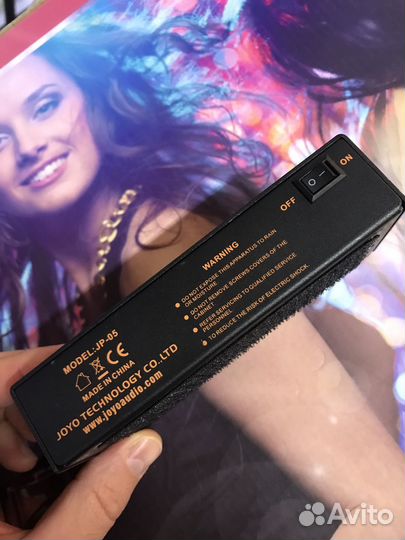 ON
OFF
WARNING
DO NOT EXPOSE THIS APPARATUS TO RAIN
OR MOISTURE
DO NOT REMOVE SCREWS COVERS OF THE
CABINET
REFER SERVICING TO QUALIFIED SERVICE
PERSONNEL
TO REDUCE THE RISK OF ELECTRIC SHOCK.
MODEL:JP-05
CE
MADE IN CHINA
JOYO TECHNOLOGY CO.,LTD
www.joyoaudio.com
Avito